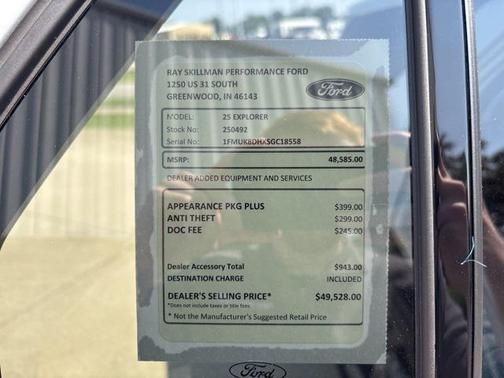 RAY SKILLMAN PERFORMANCE FORD
1250 US 31 SOUTH
GREENWOOD, IN 46143
Ford
MODEL: 25 EXPLORER
Stock No: 250492
Serial No: 1FMUK8DHXSGC18558
MSRP: 48,585.00
DEALER ADDED EQUIPMENT AND SERVICES
APPEARANCE PKG PLUS $399.00
ANTI THEFT $299.00
DOC FEE $245.00
Dealer Accessory Total $943.00
DESTINATION CHARGE INCLUDED
DEALER'S SELLING PRICE* $49,528.00
*Does not include taxes or title fees.
* Not the Manufacturer's Suggested Retail Price
Ford